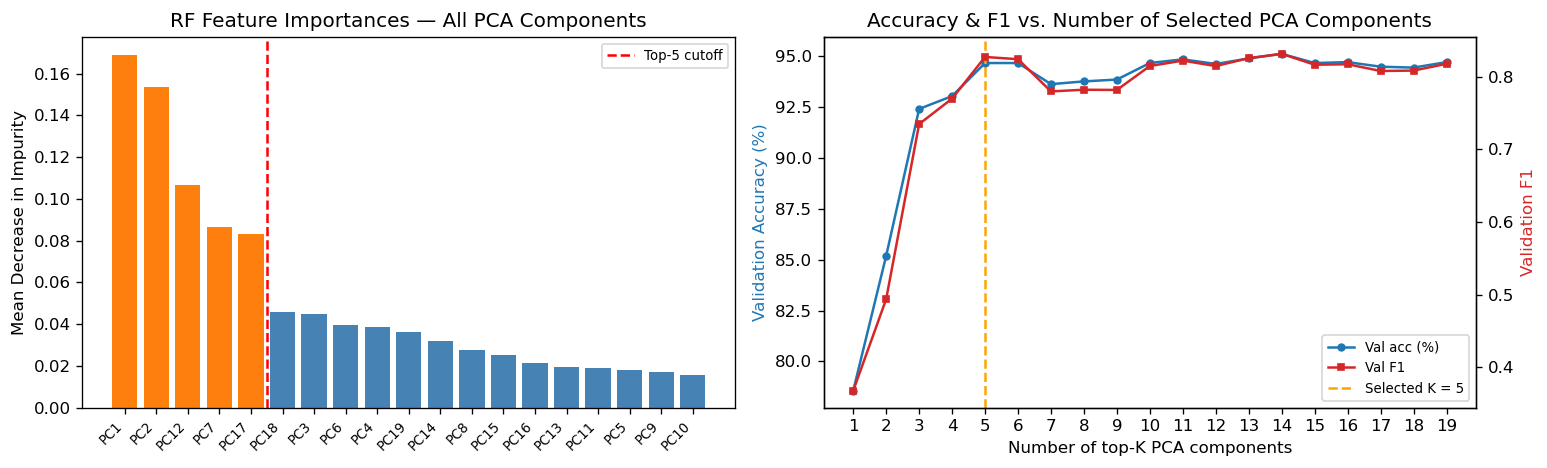 RF Feature Importances — All PCA Components
Mean Decrease in Impurity
0.16
0.14
0.12
0.10
0.08
0.06
0.04
0.02
0.00
Top-5 cutoff
PC1 PC2 PC12 PC7 PC17 PC18 PC3 PC6 PC4 PC19 PC14 PC8 PC15 PC16 PC13 PC11 PC5 PC9 PC10
Accuracy & F1 vs. Number of Selected PCA Components
Validation Accuracy (%)
95.0
92.5
90.0
87.5
85.0
82.5
80.0
Val acc (%)
Val F1
Selected K = 5
1 2 3 4 5 6 7 8 9 10 11 12 13 14 15 16 17 18 19
Number of top-K PCA components
0.8
0.7
0.6
0.5
0.4
Validation F1